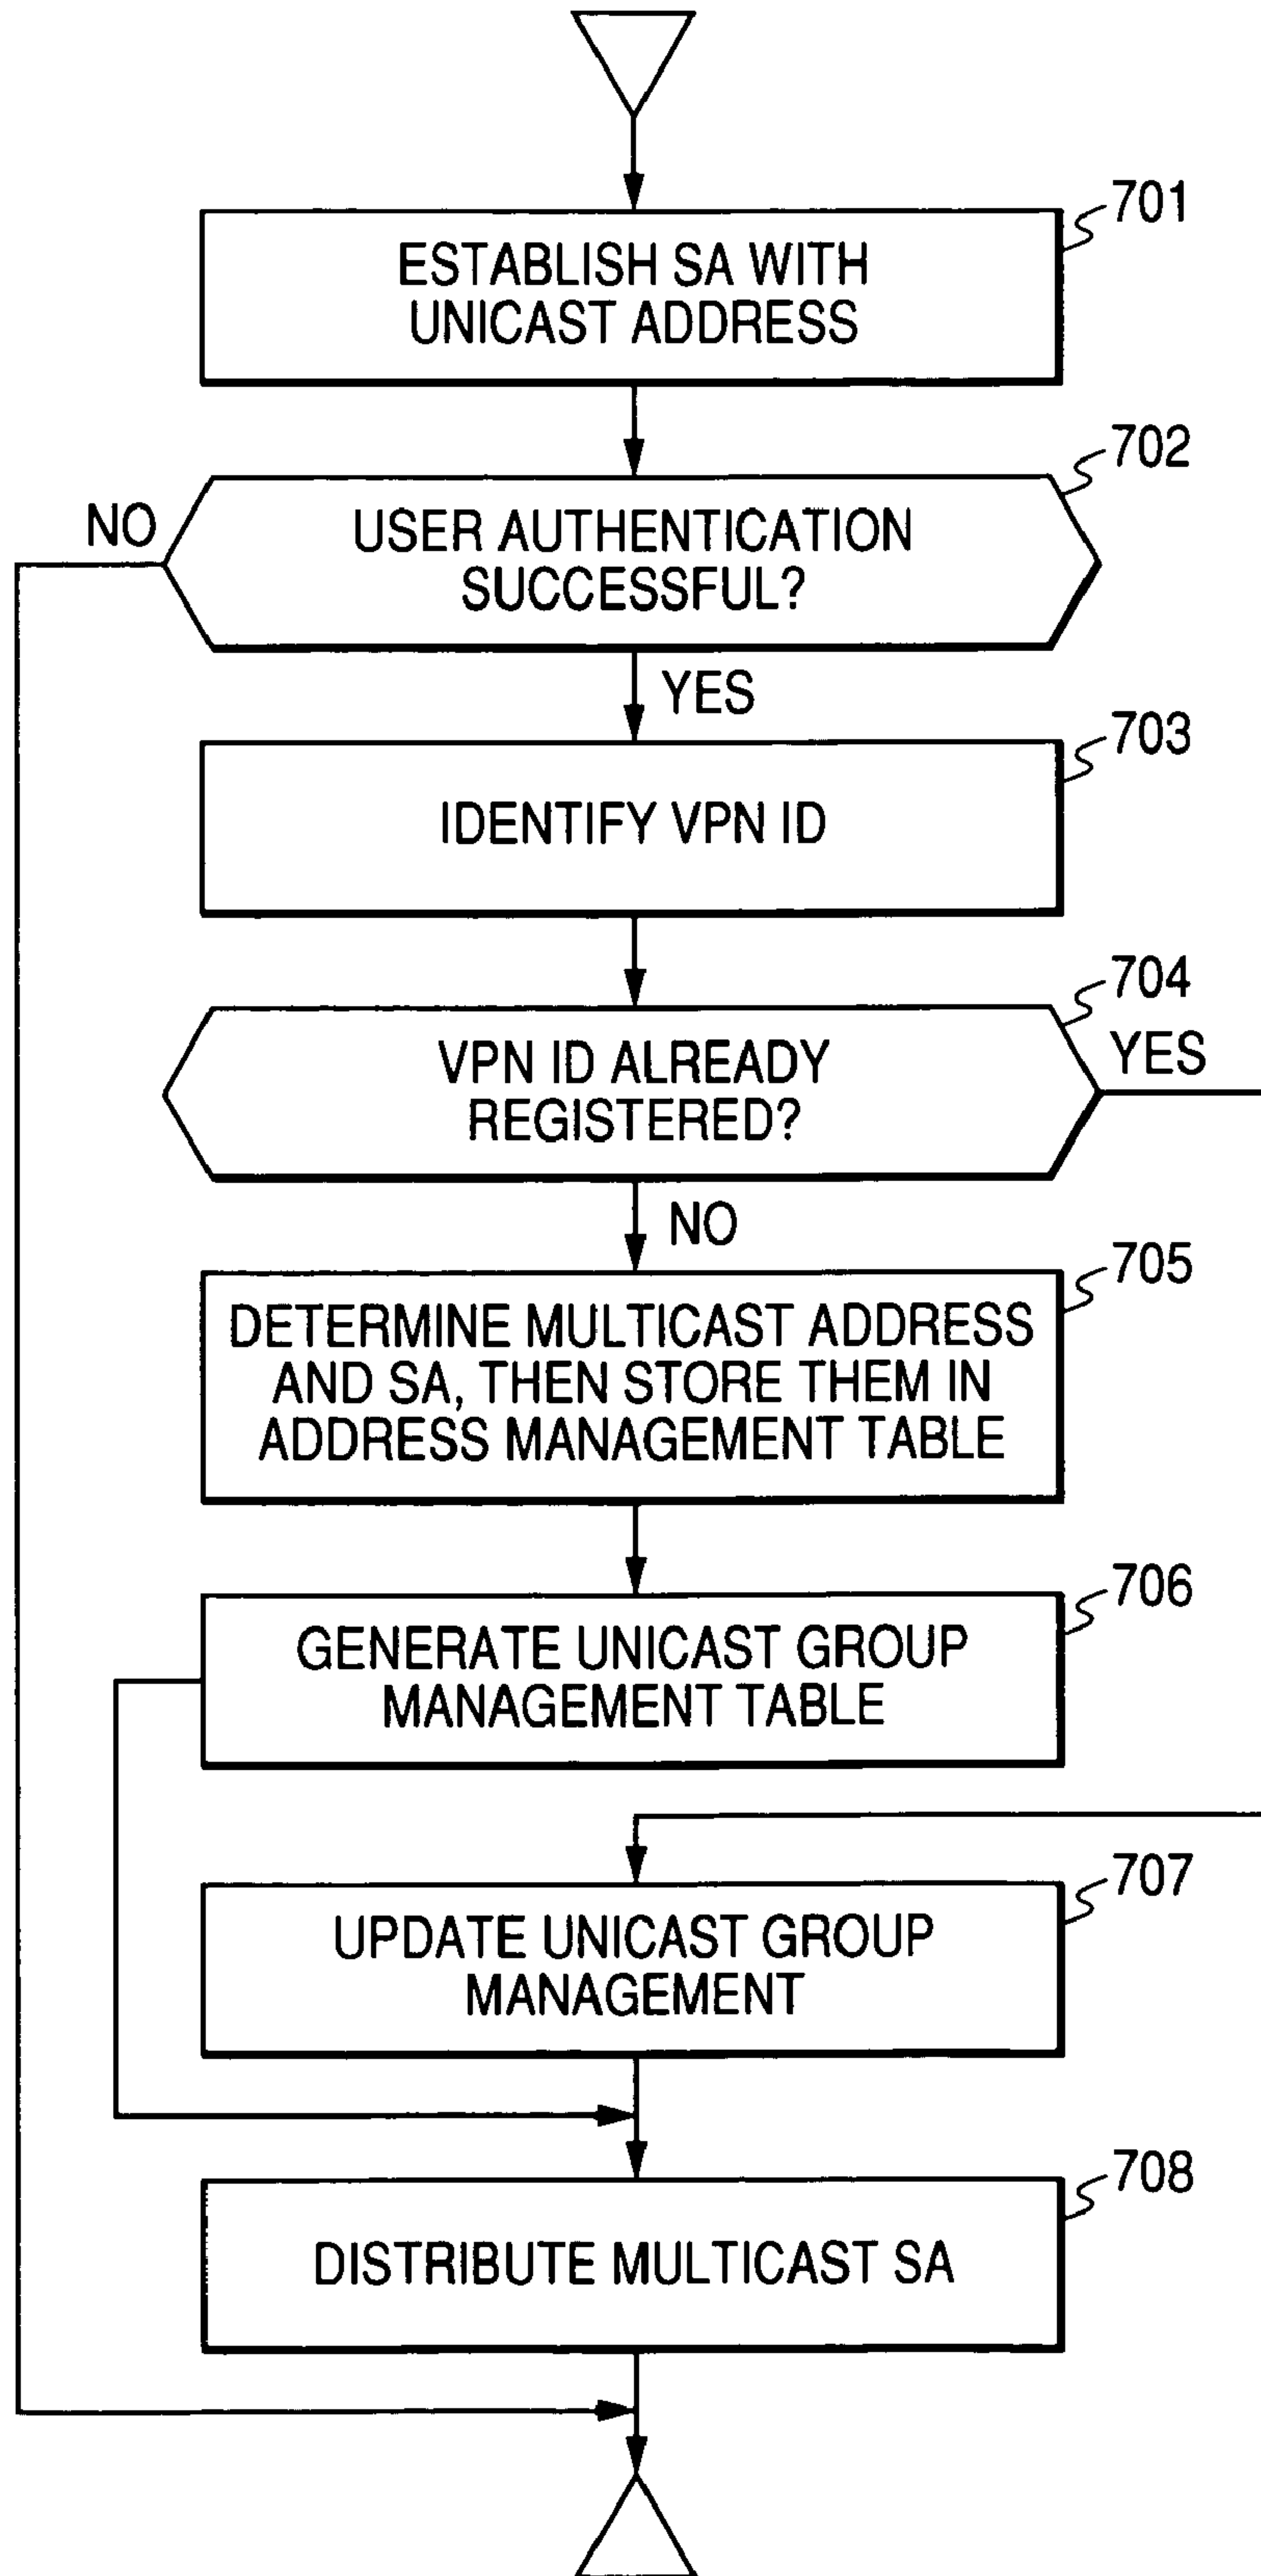 701
ESTABLISH SA WITH
UNICAST ADDRESS
702
NO
USER AUTHENTICATION
SUCCESSFUL?
YES
703
IDENTIFY VPN ID
704
YES
VPN ID ALREADY
REGISTERED?
NO
705
DETERMINE MULTICAST ADDRESS
AND SA, THEN STORE THEM IN
ADDRESS MANAGEMENT TABLE
706
GENERATE UNICAST GROUP
MANAGEMENT TABLE
707
UPDATE UNICAST GROUP
MANAGEMENT
708
DISTRIBUTE MULTICAST SA